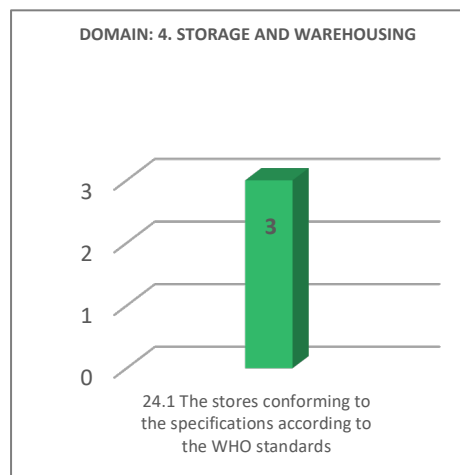 DOMAIN: 4. STORAGE AND WAREHOUSING
3
3
2
1
0
24.1 The stores conforming to
the specifications according to
the WHO standards